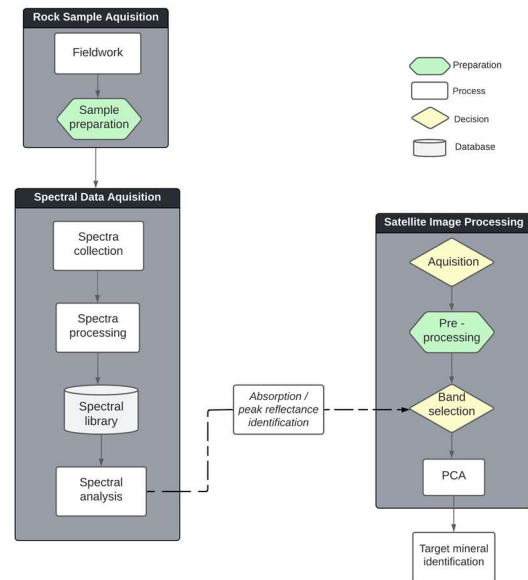 Rock Sample Aquisition
Fieldwork
Sample
preparation
Spectral Data Aquisition
Spectra
collection
Spectra
processing
Spectral
library
Spectral
analysis
Absorption /
peak reflectance
identification
Preparation
Process
Decision
Database
Satellite Image Processing
Aquisition
Pre -
processing
Band
selection
PCA
Target mineral
identification